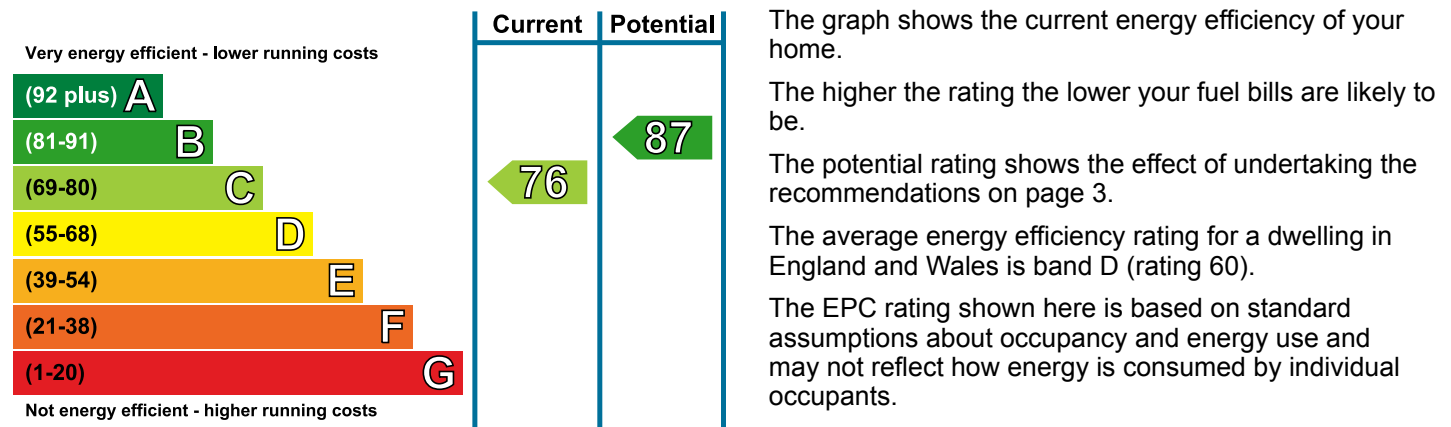 Current Potential
Very energy efficient - lower running costs
(92 plus) A
(81-91) B
87
(69-80) C
76
(55-68) D
(39-54) E
(21-38) F
(1-20) G
Not energy efficient - higher running costs
The graph shows the current energy efficiency of your
home.
The higher the rating the lower your fuel bills are likely to
be.
The potential rating shows the effect of undertaking the
recommendations on page 3.
The average energy efficiency rating for a dwelling in
England and Wales is band D (rating 60).
The EPC rating shown here is based on standard
assumptions about occupancy and energy use and
may not reflect how energy is consumed by individual
occupants.